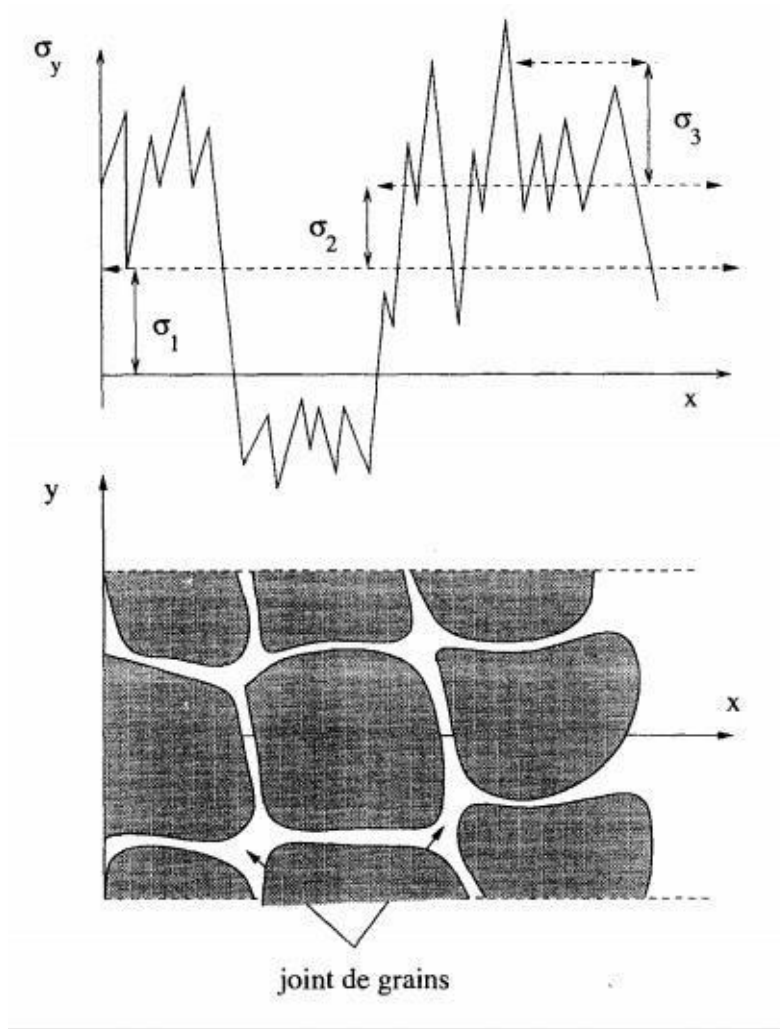 σy
σ3
σ2
σ1
x
y
x
joint de grains